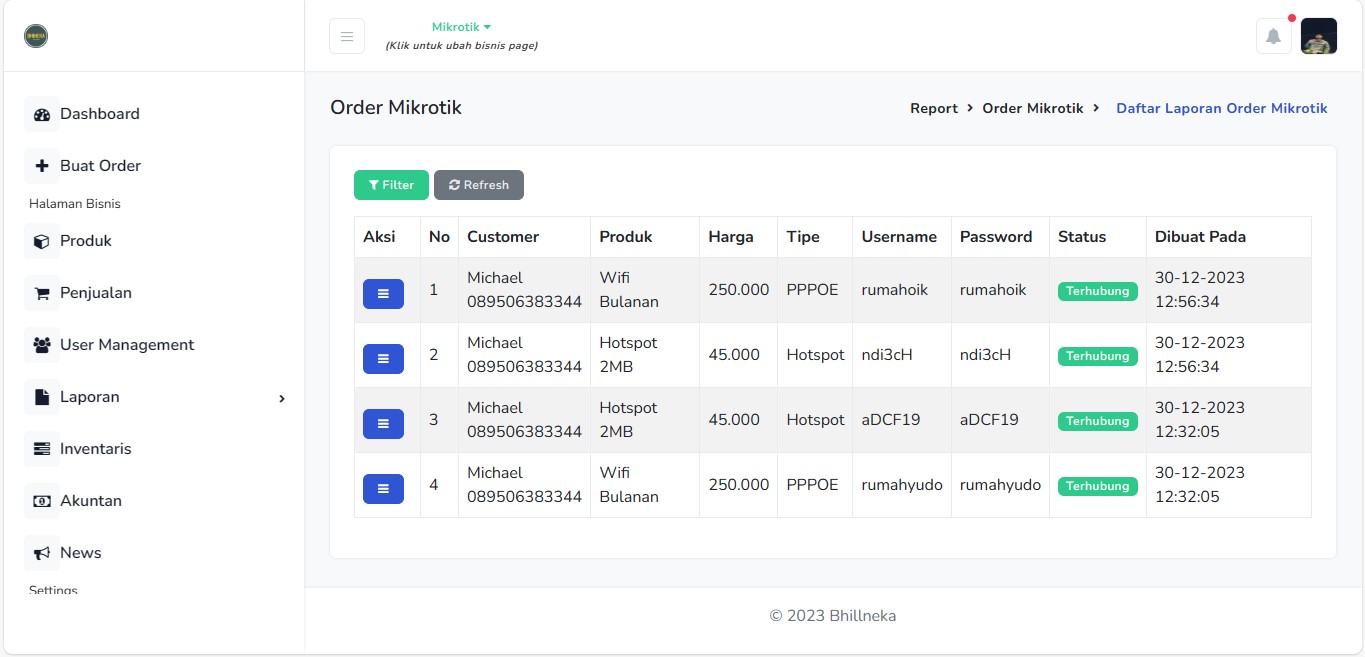 Mikrotik
(Klik untuk ubah bisnis page)
Dashboard
Buat Order
Halaman Bisnis
Produk
Penjualan
User Management
Laporan
Inventaris
Akuntan
News
Settings
Order Mikrotik
Report > Order Mikrotik > Daftar Laporan Order Mikrotik
Filter Refresh
Aksi No Customer Produk Harga Tipe Username Password Status Dibuat Pada
Michael Wifi 30-12-2023
1 250.000 PPPOE rumahoik rumahoik Terhubung
089506383344 Bulanan 12:56:34
Michael Hotspot 30-12-2023
2 45.000 Hotspot ndi3cH ndi3cH Terhubung
089506383344 2MB 12:56:34
Michael Hotspot 30-12-2023
3 45.000 Hotspot aDCF19 aDCF19 Terhubung
089506383344 2MB 12:32:05
Michael Wifi 30-12-2023
4 250.000 PPPOE rumahyudo rumahyudo Terhubung
089506383344 Bulanan 12:32:05
© 2023 Bhillneka